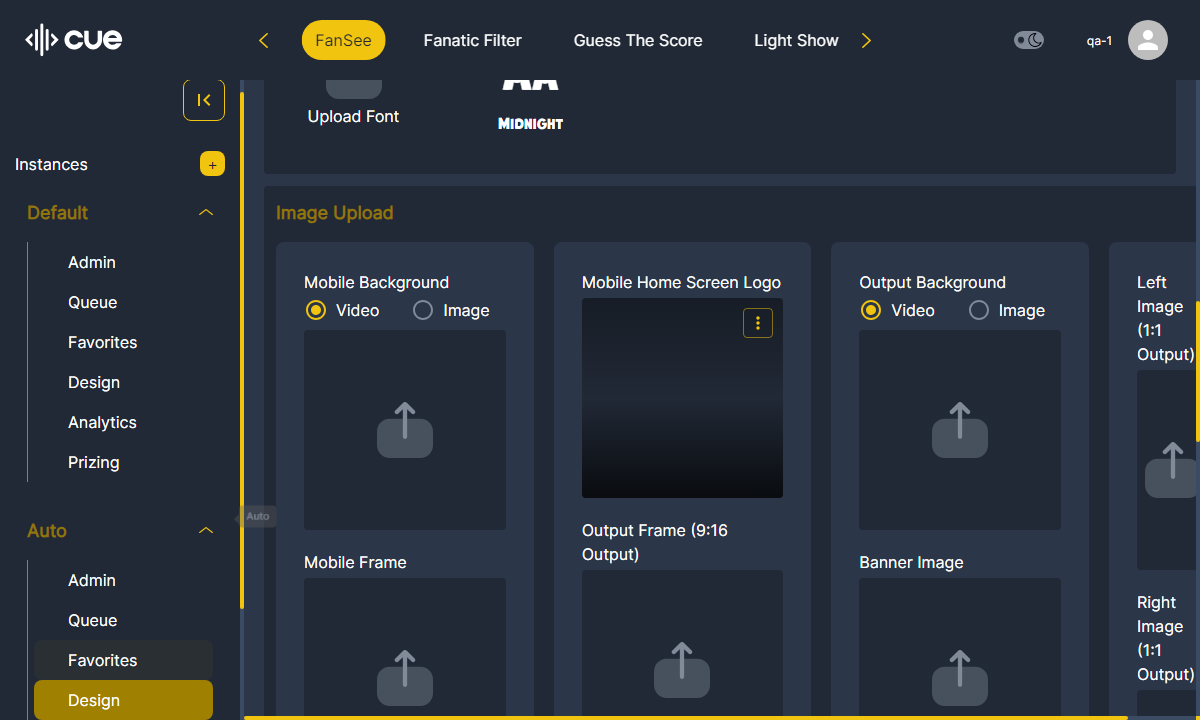 cue
FanSee
Fanatic Filter
Guess The Score
Light Show
qa-1
Upload Font
AA
MIDNIGHT
Instances
+
Default
Admin
Queue
Favorites
Design
Analytics
Prizing
Auto
Admin
Queue
Favorites
Design
Auto
Image Upload
Mobile Background
Video
Image
Mobile Frame
Mobile Home Screen Logo
Output Frame (9:16
Output)
Output Background
Video
Image
Banner Image
Left
Image
(1:1
Output)
Right
Image
(1:1
Output)